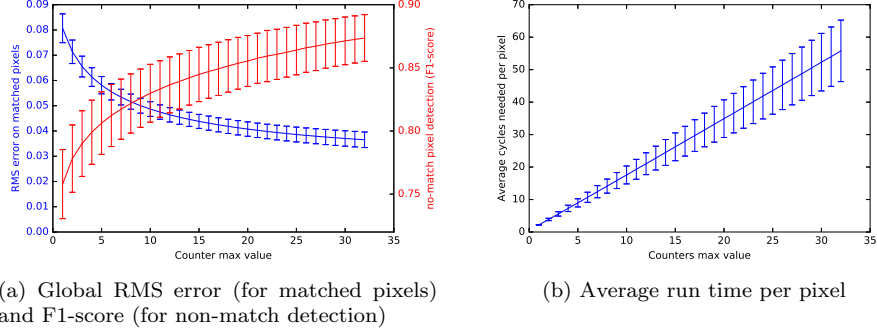 0.09
0.08
0.07
0.06
0.05
0.04
0.03
0.02
0.01
0.00
RMS error on matched pixels
0 5 10 15 20 25 30 35
Counter max value
0.90
0.85
0.80
0.75
no-match pixel detection (F1-score)
70
60
50
40
30
20
10
0
Average cycles needed per pixel
0 5 10 15 20 25 30 35
Counters max value
(a) Global RMS error (for matched pixels)
and F1-score (for non-match detection)
(b) Average run time per pixel